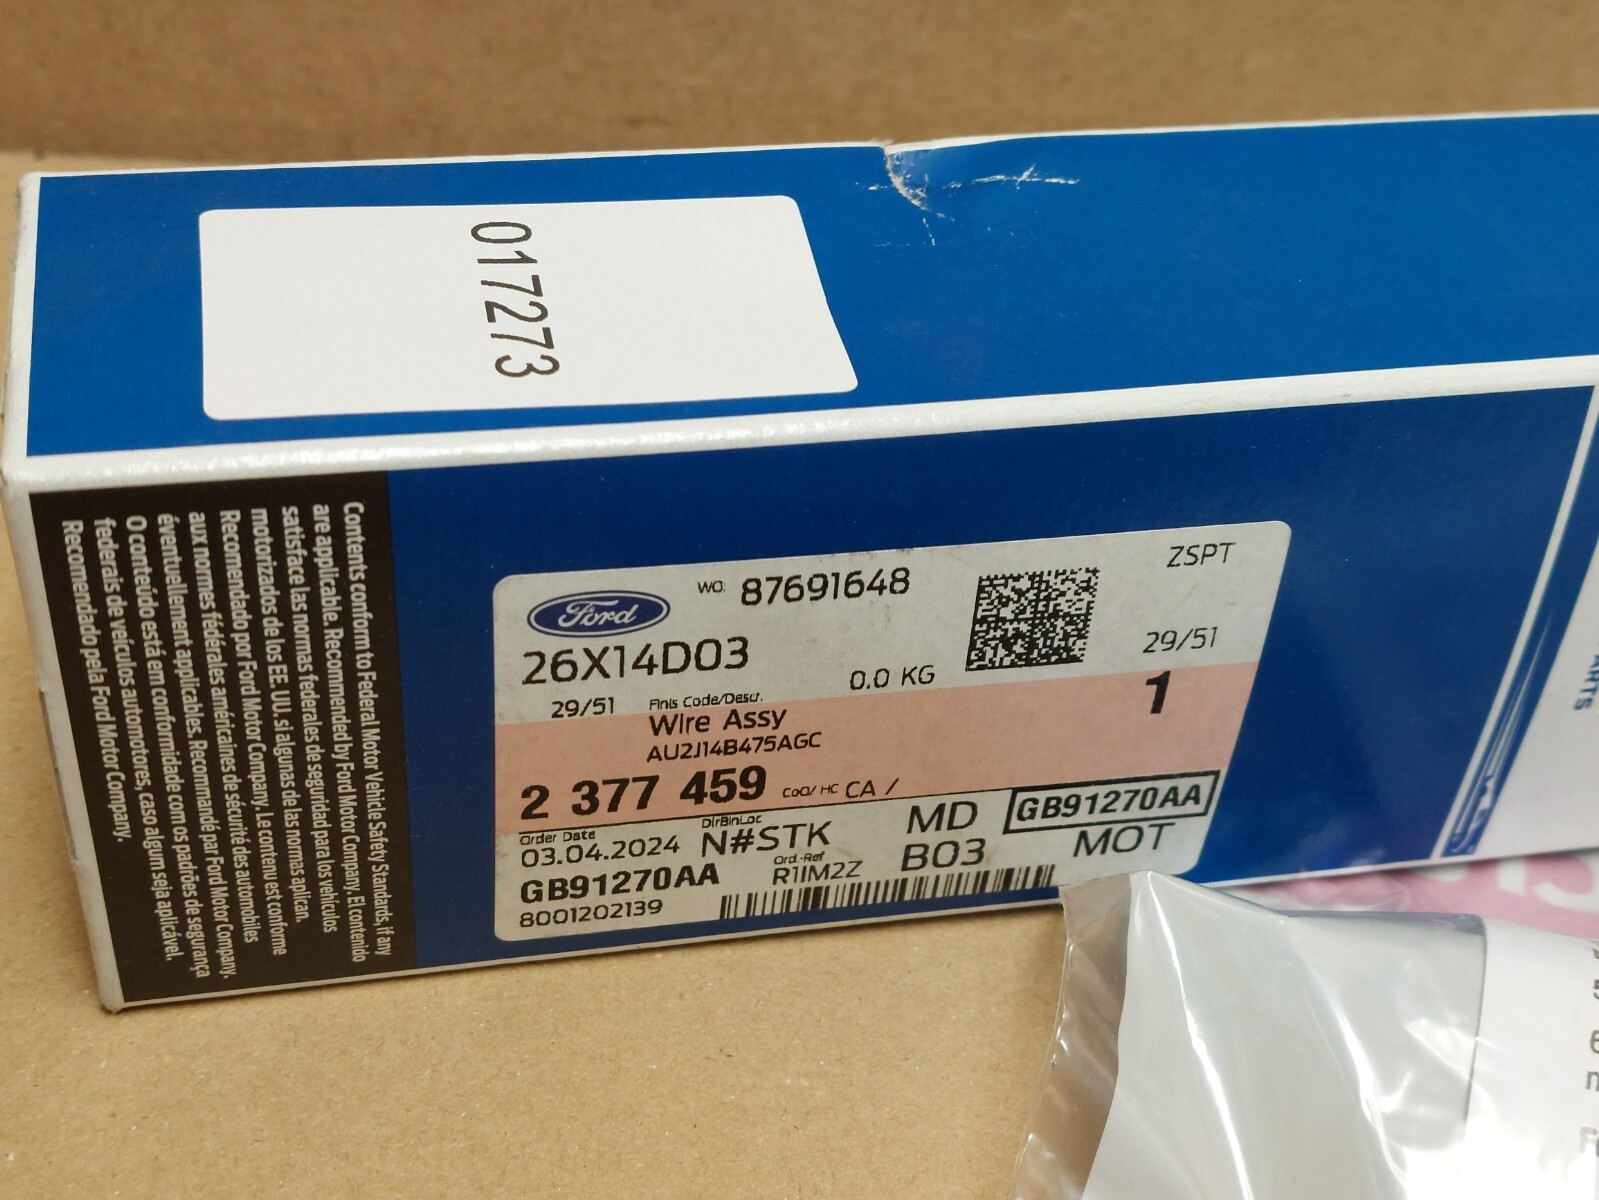 017273
Contents conform to Federal Motor Vehicle Safety Standards, if any
are applicable. Recommended by Ford Motor Company. El contenido
satisface las normas federales de seguridad para los vehículos
motorizados de los EE. UU. si algunas de las normas aplican.
Recomendado por Ford Motor Company. Le contenu est conforme
aux normes fédérales américaines de sécurité des automobiles
éventuellement applicables. Recommandé par Ford Motor Company.
O conteúdo está em conformidade com os padrões de segurança
federais de veículos automotores, caso algum seja aplicável.
Recomendado pela Ford Motor Company.
Ford
WO: 87691648
ZSPT
26X14D03
0.0 KG
29/51
29/51
Finis Code/Descr.
Wire Assy
1
AU2J14B475AGC
2 377 459 CoO/ HC CA /
Order Date
03.04.2024
DlrBinLoc
N#STK
MD
GB91270AA
GB91270AA
Ord.-Ref
R1IM2Z
B03
MOT
8001202139
ARTS